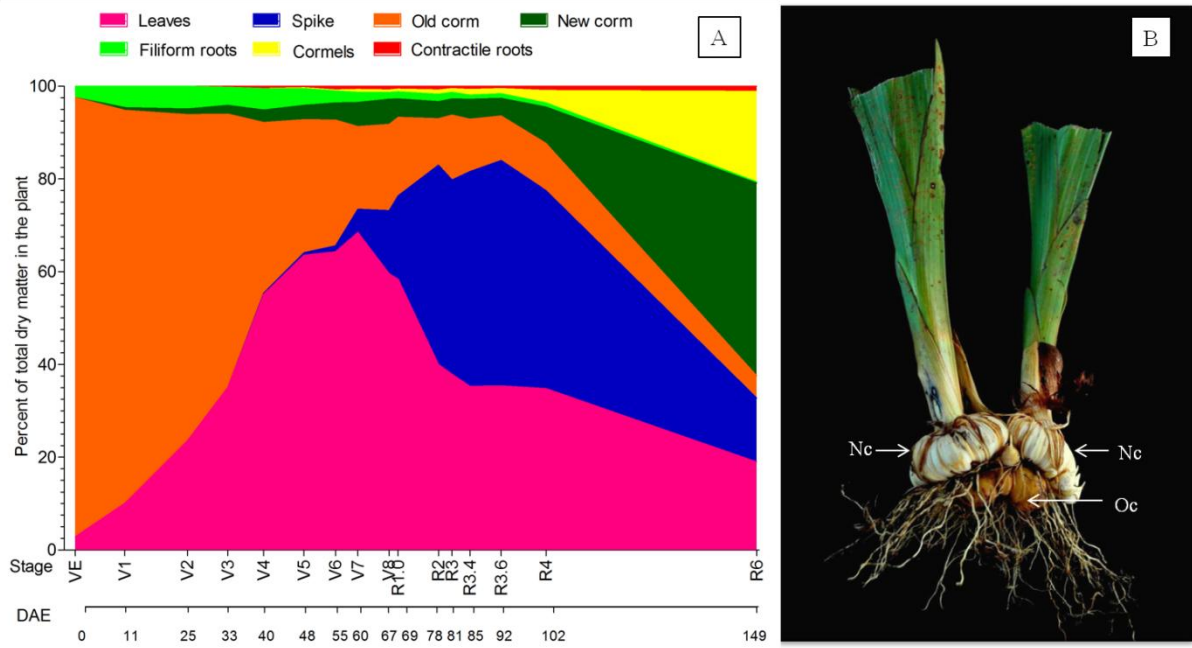 Leaves Spike Old corm New corm
Filiform roots Cormels Contractile roots
A
B
100
80
60
40
20
0
Percent of total dry matter in the plant
Stage VE V1 V2 V3 V4 V5 V6 V7 V8 R1.0 R2 R3 R3.4 R3.6 R4 R6
DAE
0 11 25 33 40 48 55 60 67 69 78 81 85 92 102 149
Nc Nc
Oc